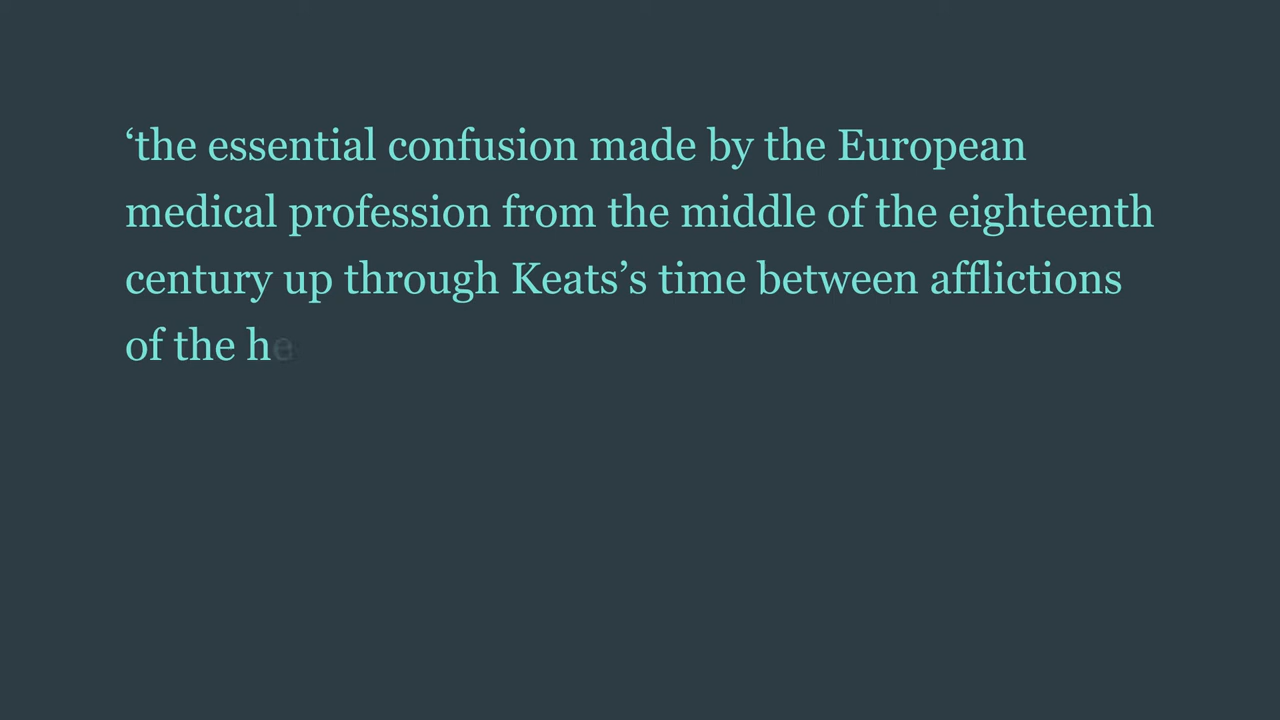 ‘the essential confusion made by the European
medical profession from the middle of the eighteenth
century up through Keats’s time between afflictions
of the he